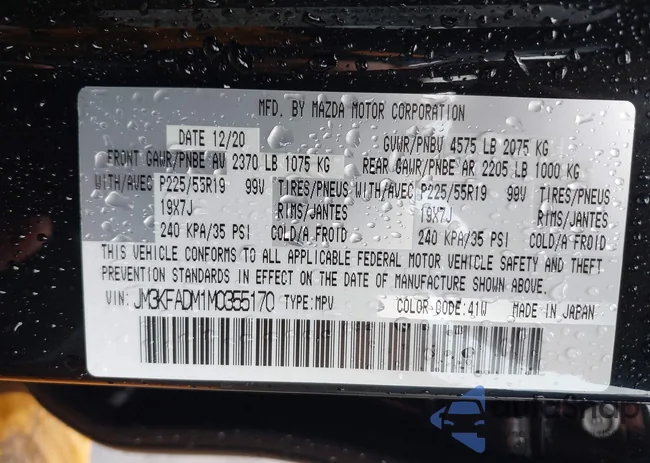 MFD. BY MAZDA MOTOR CORPORATION
DATE 12/20 GVWR/PNBV 4575 LB 2075 KG
FRONT GAWR/PNBE AV 2370 LB 1075 KG REAR GAWR/PNBE AR 2205 LB 1000 KG
WITH/AVEC P225/55R19 99V TIRES/PNEUS WITH/AVEC P225/55R19 99V TIRES/PNEUS
19X7J RIMS/JANTES 19X7J RIMS/JANTES
240 KPA/35 PSI COLD/A FROID 240 KPA/35 PSI COLD/A FROID
THIS VEHICLE CONFORMS TO ALL APPLICABLE FEDERAL MOTOR VEHICLE SAFETY AND THEFT
PREVENTION STANDARDS IN EFFECT ON THE DATE OF MANUFACTURE SHOWN ABOVE.
VIN: JM3KFADM1M0355170 TYPE: MPV COLOR CODE: 41W MADE IN JAPAN
AutoShop